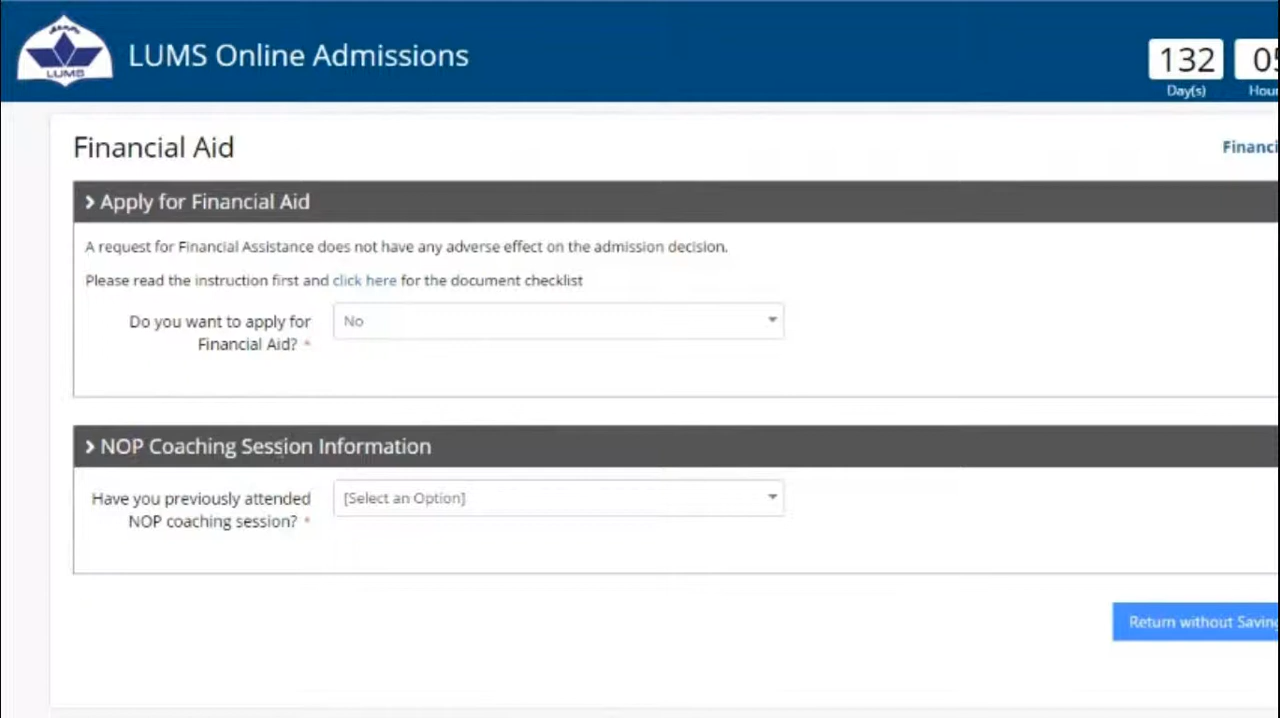 LUMS
LUMS Online Admissions
132
Day(s)
Financial Aid
Apply for Financial Aid
A request for Financial Assistance does not have any adverse effect on the admission decision.
Please read the instruction first and click here for the document checklist
Do you want to apply for
Financial Aid? *
No
NOP Coaching Session Information
Have you previously attended
NOP coaching session? *
[Select an Option]
Return without